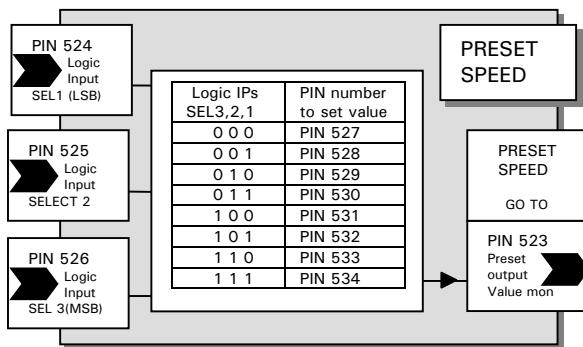 PIN 524
Logic
Input
SEL1 (LSB)
PIN 525
Logic
Input
SELECT 2
PIN 526
Logic
Input
SEL 3(MSB)
Logic IPs PIN number
SEL3,2,1 to set value
0 0 0 PIN 527
0 0 1 PIN 528
0 1 0 PIN 529
0 1 1 PIN 530
1 0 0 PIN 531
1 0 1 PIN 532
1 1 0 PIN 533
1 1 1 PIN 534
PRESET
SPEED
PRESET
SPEED
GO TO
PIN 523
Preset
output
Value mon